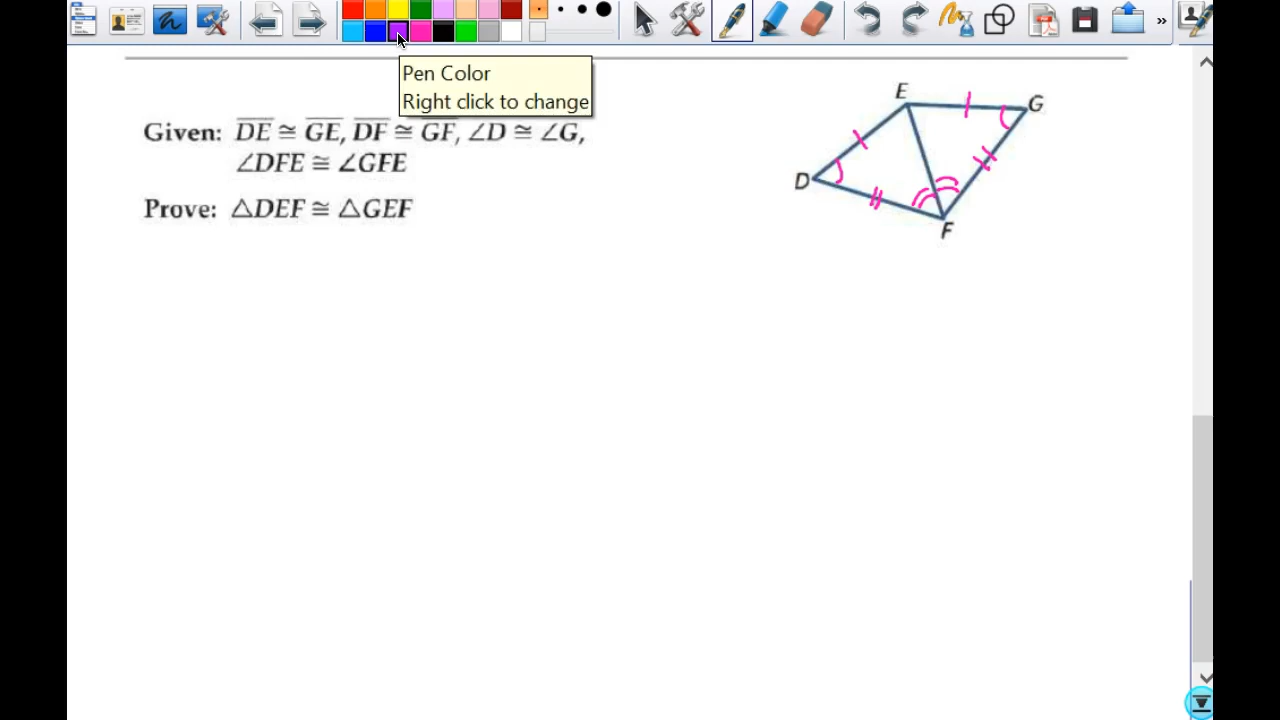 Pen Color
Right click to change
Given: DE ≅ GE, DF ≅ GF, ∠D ≅ ∠G,
∠DFE ≅ ∠GFE
Prove: △DEF ≅ △GEF
E
G
D
F